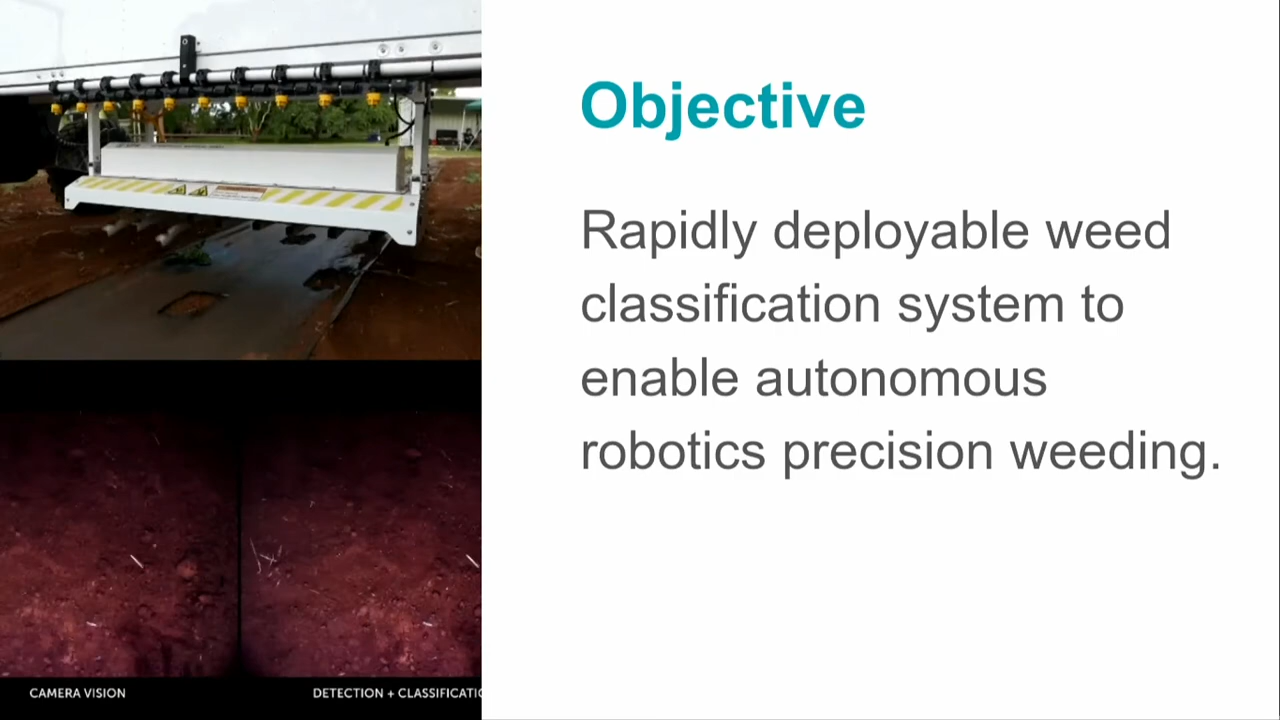 Objective
Rapidly deployable weed
classification system to
enable autonomous
robotics precision weeding.
CAMERA VISION
DETECTION + CLASSIFICATIO